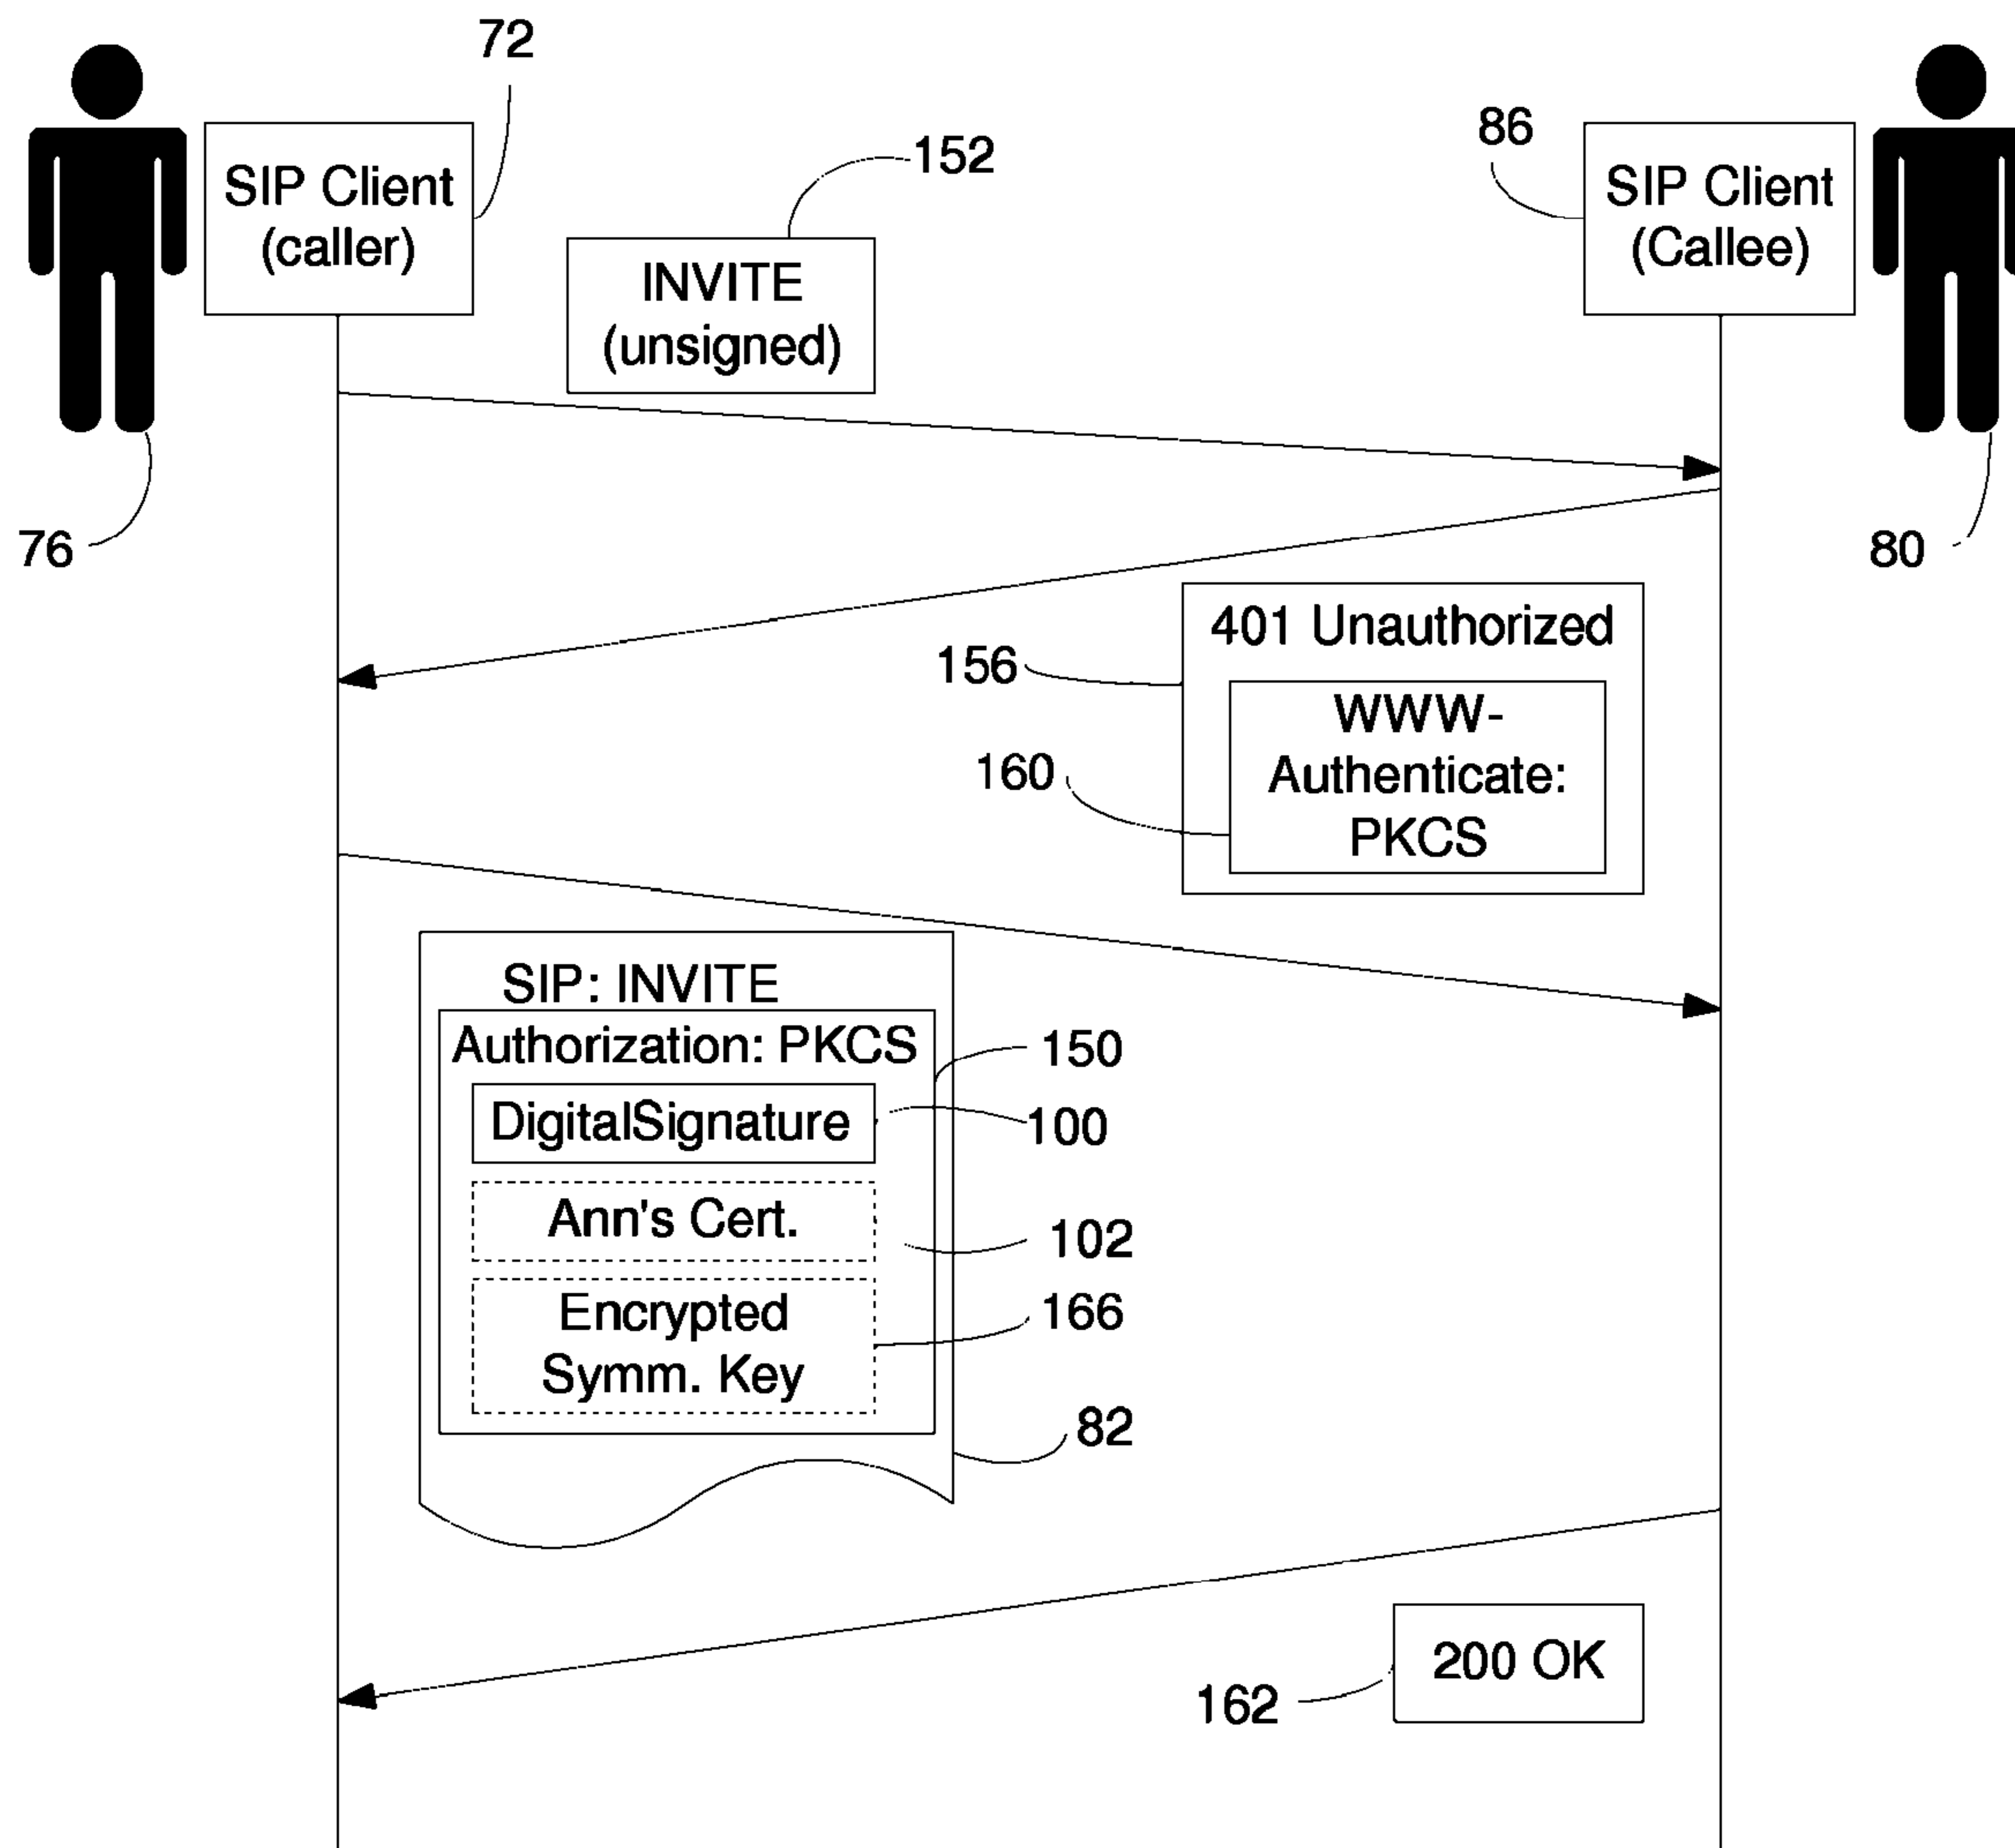 72
SIP Client
(caller)
152
INVITE
(unsigned)
86
SIP Client
(Callee)
76
80
401 Unauthorized
156
WWW-
Authenticate:
PKCS
160
SIP: INVITE
Authorization: PKCS
150
DigitalSignature
100
Ann's Cert.
102
Encrypted
Symm. Key
166
82
200 OK
162